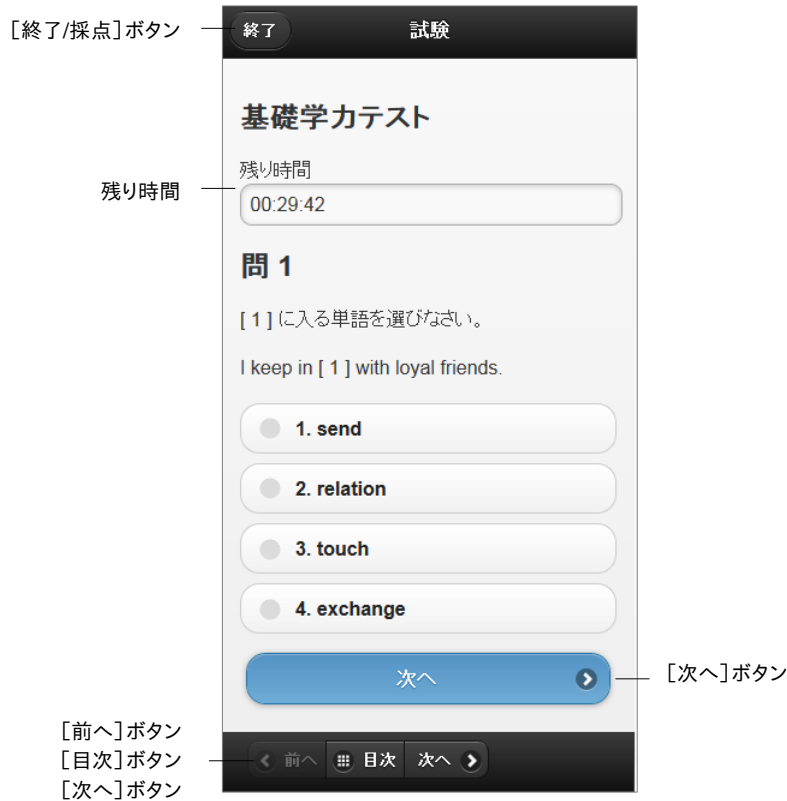 ［終了/採点］ボタン
終了
試験
基礎学力テスト
残り時間
残り時間
00:29:42
問 1
[ 1 ] に入る単語を選びなさい。
I keep in [ 1 ] with loyal friends.
1. send
2. relation
3. touch
4. exchange
次へ
［次へ］ボタン
［前へ］ボタン
［目次］ボタン
［次へ］ボタン
前へ 目次 次へ